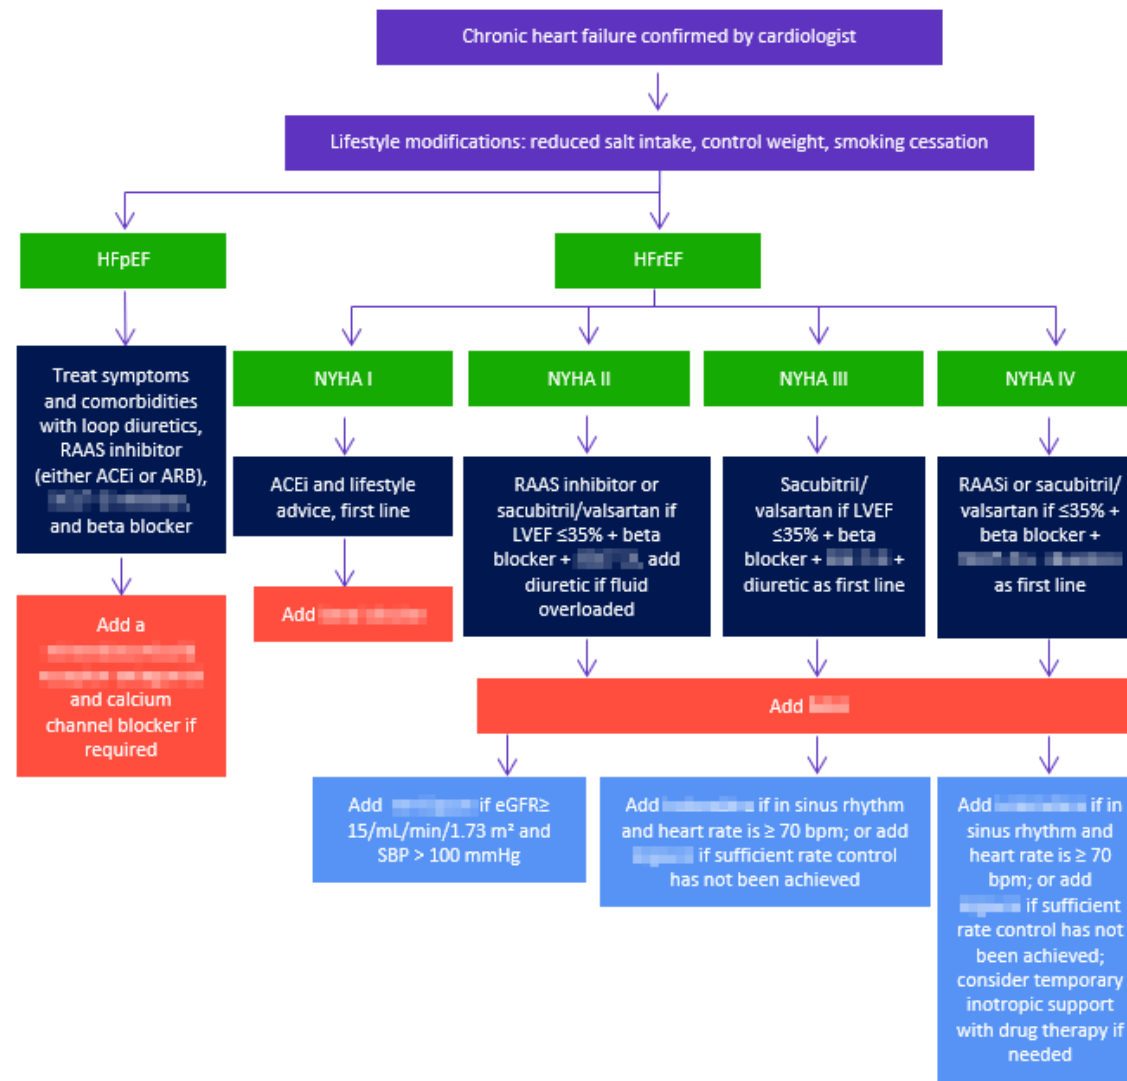 Chronic heart failure confirmed by cardiologist
Lifestyle modifications: reduced salt intake, control weight, smoking cessation
HFpEF
HFrEF
Treat symptoms
and comorbidities
with loop diuretics,
RAAS inhibitor
(either ACEi or ARB),
and beta blocker
NYHA I
NYHA II
NYHA III
NYHA IV
ACEi and lifestyle
advice, first line
RAAS inhibitor or
sacubitril/valsartan if
LVEF ≤35% + beta
blocker + , add
diuretic if fluid
overloaded
Sacubitril/
valsartan if LVEF
≤35% + beta
blocker + +
diuretic as first line
RAASi or sacubitril/
valsartan if ≤35% +
beta blocker +
as first line
Add a
and calcium
channel blocker if
required
Add
Add
Add if eGFR≥
15/mL/min/1.73 m² and
SBP > 100 mmHg
Add if in sinus rhythm
and heart rate is ≥ 70 bpm; or add
if sufficient rate control
has not been achieved
Add if in
sinus rhythm and
heart rate is ≥ 70
bpm; or add
if sufficient
rate control has not
been achieved;
consider temporary
inotropic support
with drug therapy if
needed